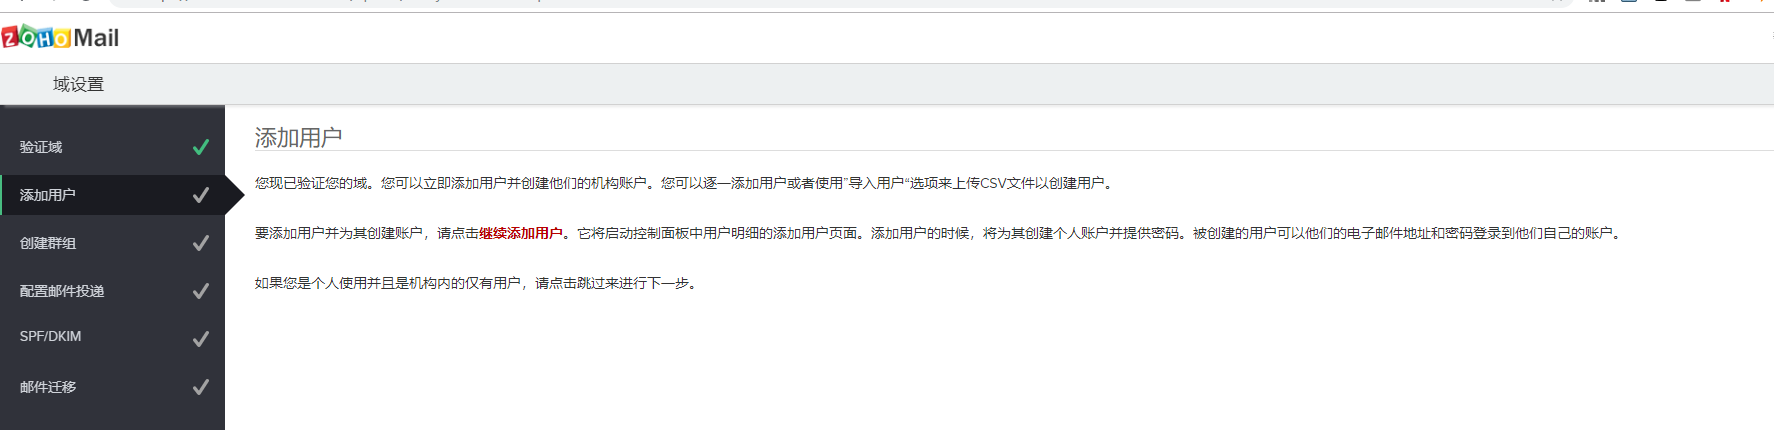 ZOHO Mail
域设置
验证域
添加用户
创建群组
配置邮件投递
SPF/DKIM
邮件迁移
添加用户
您现已验证您的域。您可以立即添加用户并创建他们的机构账户。您可以逐一添加用户或者使用”导入用户“选项来上传CSV文件以创建用户。
要添加用户并为其创建账户，请点击继续添加用户。它将启动控制面板中用户明细的添加用户页面。添加用户的时候，将为其创建个人账户并提供密码。被创建的用户可以他们的电子邮件地址和密码登录到他们自己的账户。
如果您是个人使用并且是机构内的仅有用户，请点击跳过来进行下一步。